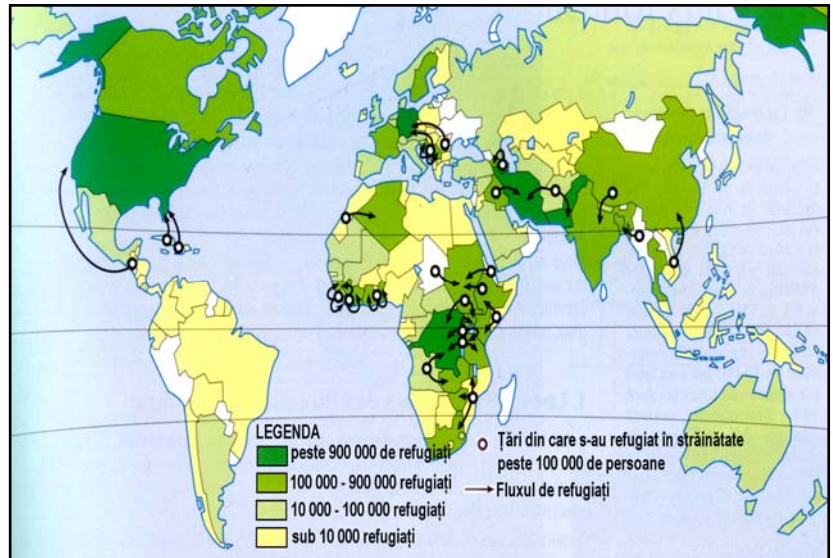 LEGENDA
peste 900 000 de refugiați
100 000 - 900 000 refugiați
10 000 - 100 000 refugiați
sub 10 000 refugiați
Țări din care s-au refugiat în străinătate
peste 100 000 de persoane
Fluxul de refugiați